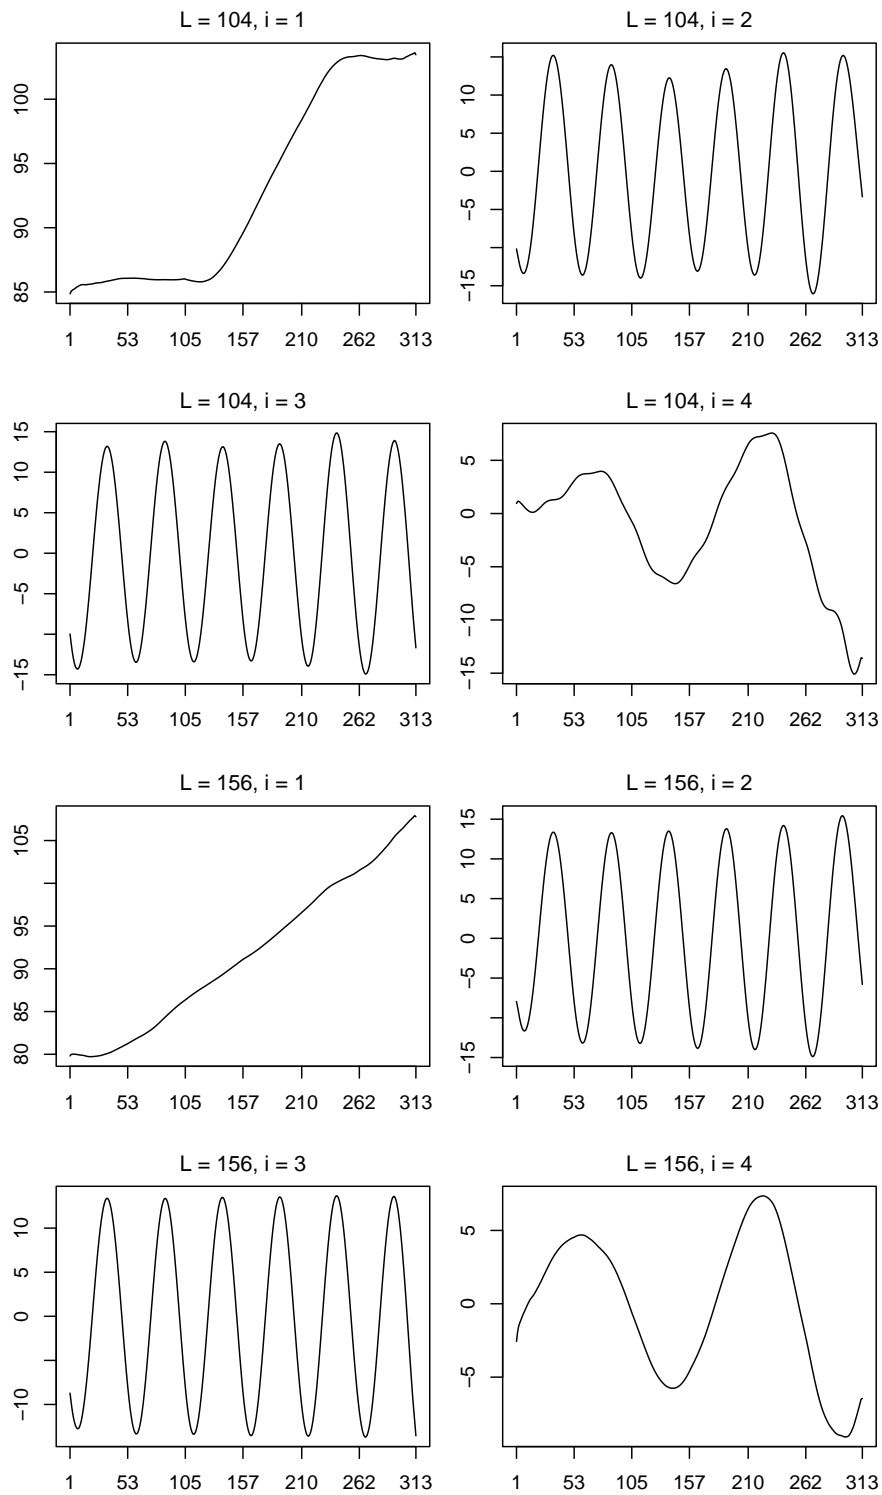 L = 104, i = 1
100
95
90
85
1 53 105 157 210 262 313
L = 104, i = 2
10
5
0
−5
−15
1 53 105 157 210 262 313
L = 104, i = 3
15
10
5
0
−5
−15
1 53 105 157 210 262 313
L = 104, i = 4
5
0
−5
−10
−15
1 53 105 157 210 262 313
L = 156, i = 1
105
95
90
85
80
1 53 105 157 210 262 313
L = 156, i = 2
15
10
5
0
−5
−15
1 53 105 157 210 262 313
L = 156, i = 3
10
5
0
−10
1 53 105 157 210 262 313
L = 156, i = 4
5
0
−5
1 53 105 157 210 262 313